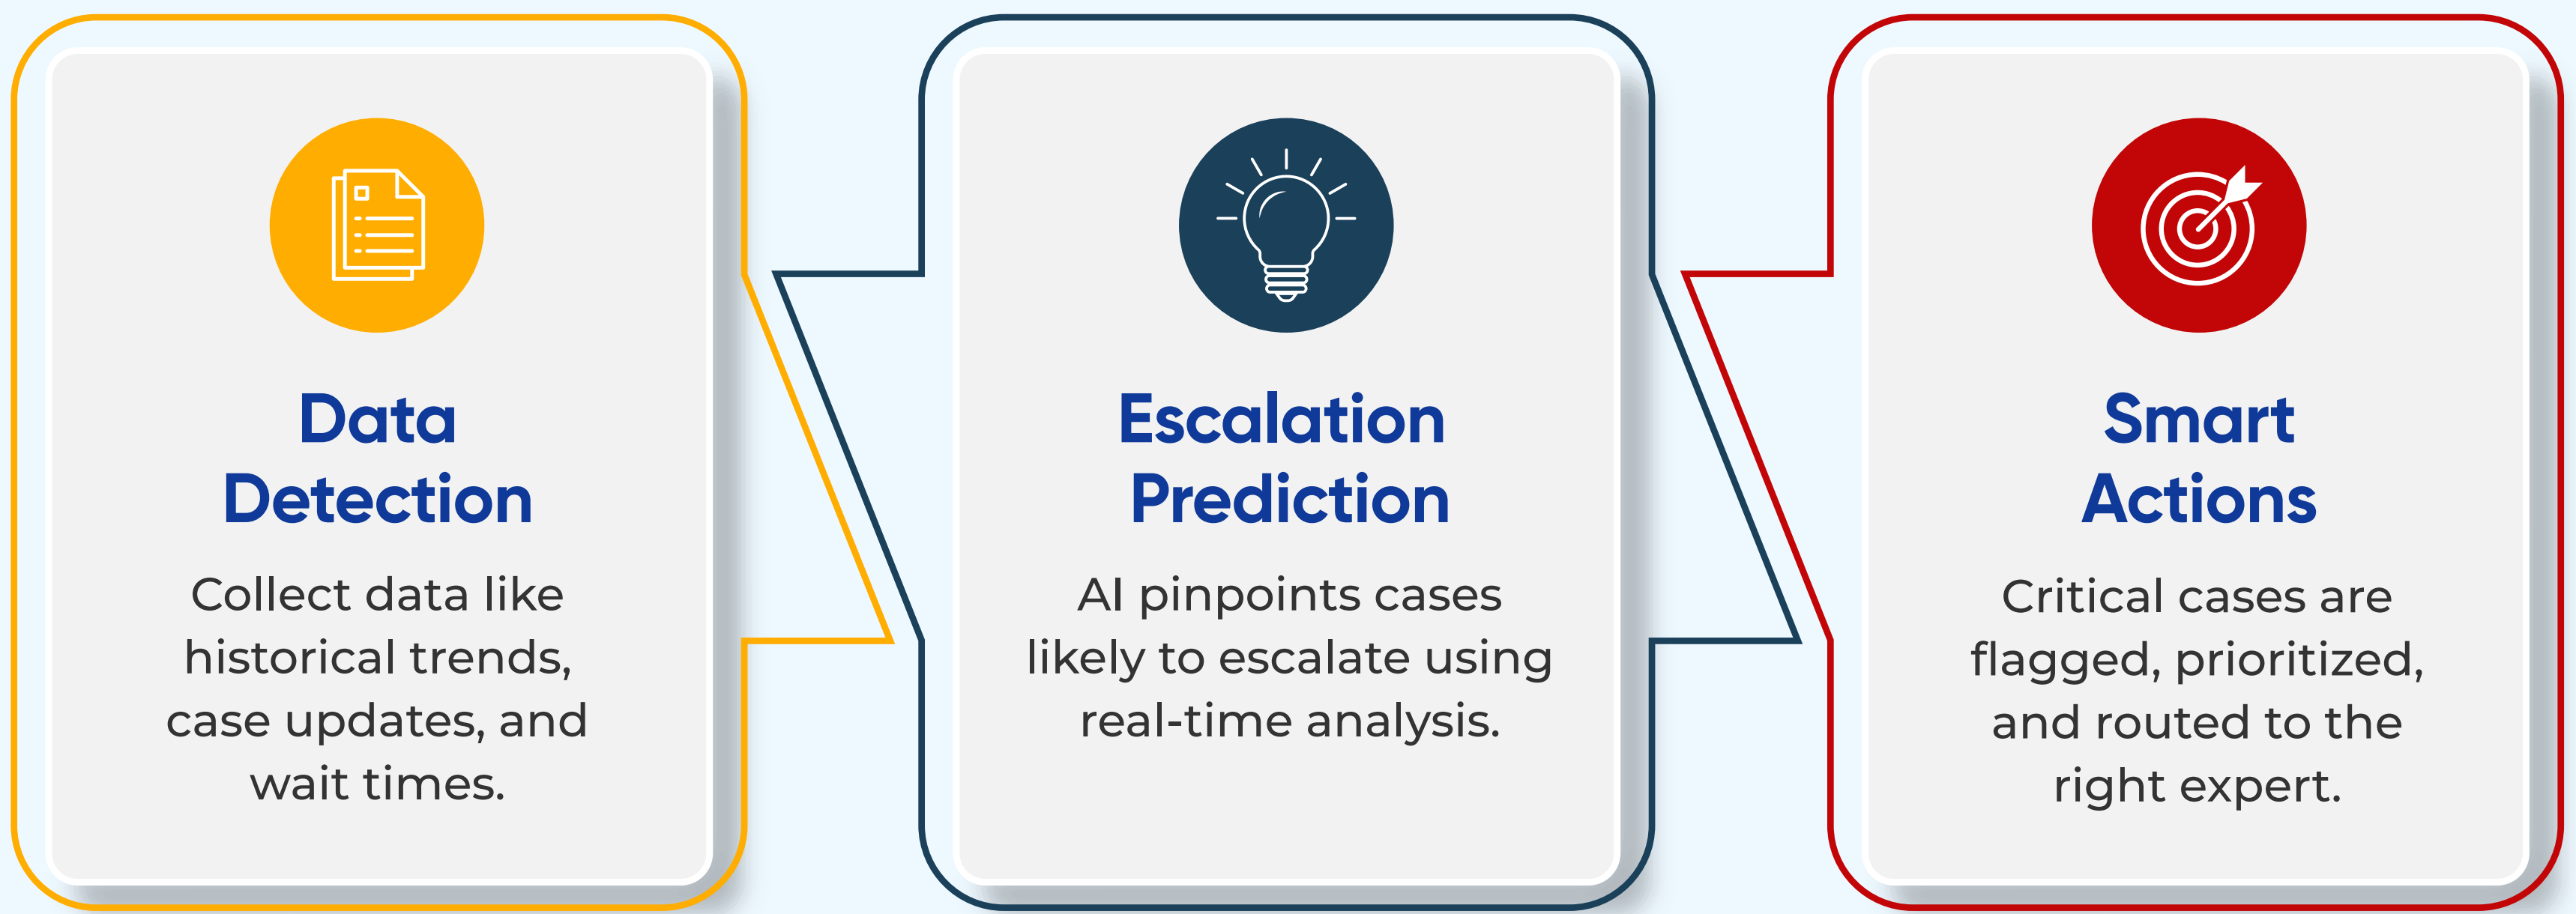 Data
Detection
Collect data like
historical trends,
case updates, and
wait times.
Escalation
Prediction
AI pinpoints cases
likely to escalate using
real-time analysis.
Smart
Actions
Critical cases are
flagged, prioritized,
and routed to the
right expert.